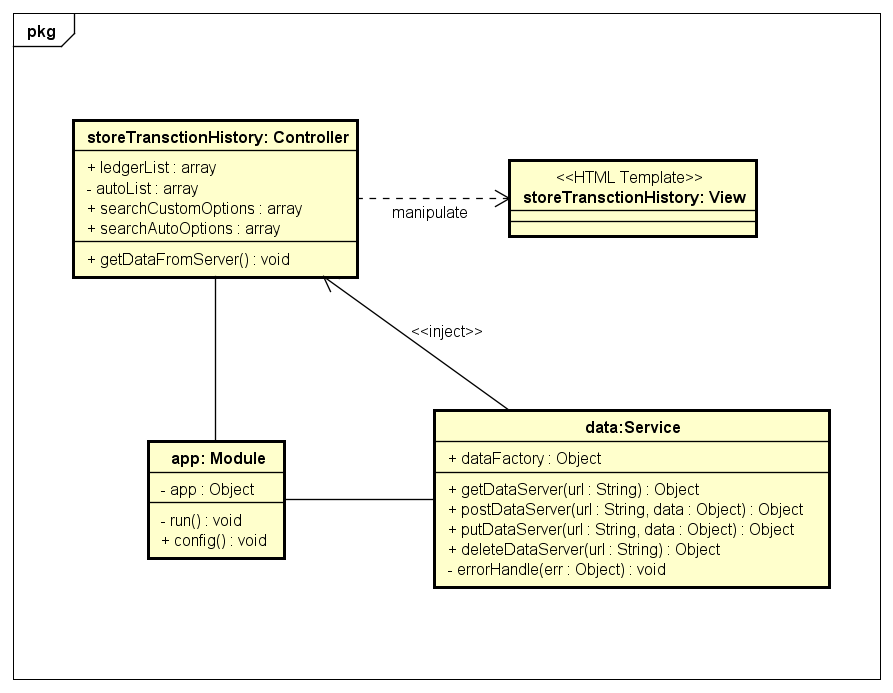 pkg
storeTransctionHistory: Controller
+ ledgerList : array
- autoList : array
+ searchCustomOptions : array
+ searchAutoOptions : array
+ getDataFromServer() : void
manipulate
<<HTML Template>>
storeTransctionHistory: View
<<inject>>
app: Module
- app : Object
- run() : void
+ config() : void
data:Service
+ dataFactory : Object
+ getDataServer(url : String) : Object
+ postDataServer(url : String, data : Object) : Object
+ putDataServer(url : String, data : Object) : Object
+ deleteDataServer(url : String) : Object
- errorHandle(err : Object) : void